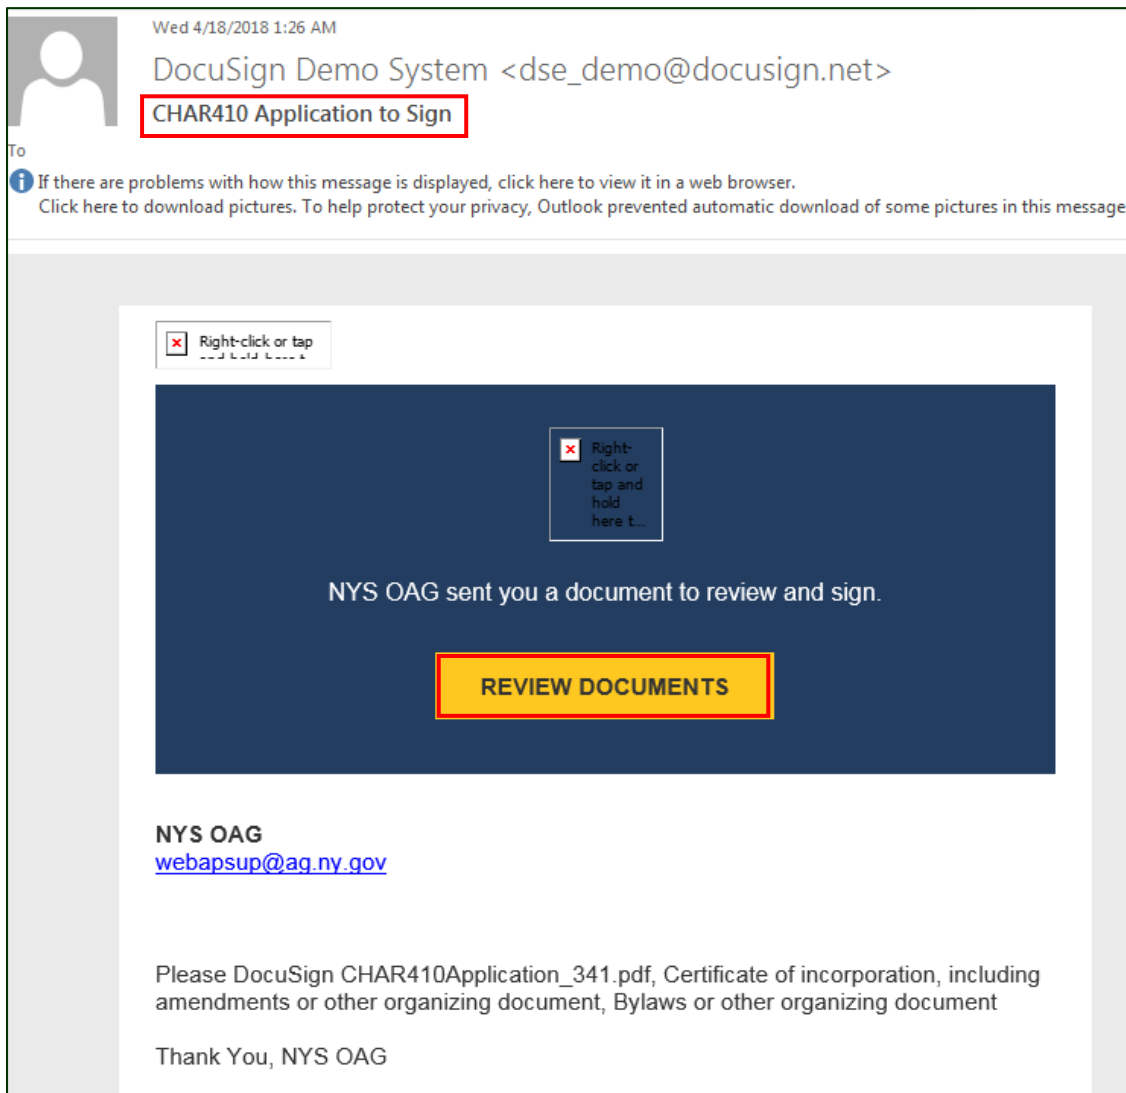 Wed 4/18/2018 1:26 AM
DocuSign Demo System <dse_demo@docusign.net>
CHAR410 Application to Sign
To
If there are problems with how this message is displayed, click here to view it in a web browser.
Click here to download pictures. To help protect your privacy, Outlook prevented automatic download of some pictures in this message
Right-click or tap
and hold here t
Right-
click or
tap and
hold
here t...
NYS OAG sent you a document to review and sign.
REVIEW DOCUMENTS
NYS OAG
webapsup@ag.ny.gov
Please DocuSign CHAR410Application_341.pdf, Certificate of incorporation, including
amendments or other organizing document, Bylaws or other organizing document
Thank You, NYS OAG